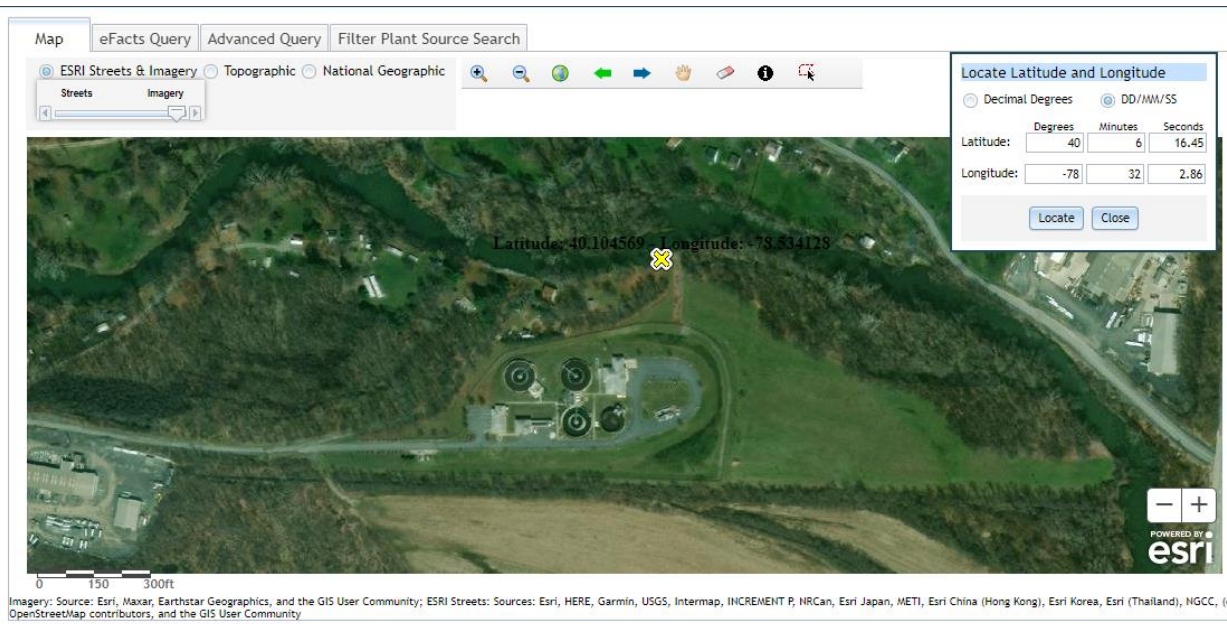 Map eFacts Query Advanced Query Filter Plant Source Search
ESRI Streets & Imagery Topographic National Geographic
Streets Imagery
Locate Latitude and Longitude
Decimal Degrees DD/MM/SS
Degrees Minutes Seconds
Latitude: 40 6 16.45
Longitude: -78 32 2.86
Locate Close
Latitude: 40.104569 - Longitude: -78.534128
POWERED BY
esri
0 150 300ft
Imagery: Source: Esri, Maxar, Earthstar Geographics, and the GIS User Community; ESRI Streets: Sources: Esri, HERE, Garmin, USGS, Intermap, INCREMENT P, NRCan, Esri Japan, METI, Esri China (Hong Kong), Esri Korea, Esri (Thailand), NGCC, (
OpenStreetMap contributors, and the GIS User Community